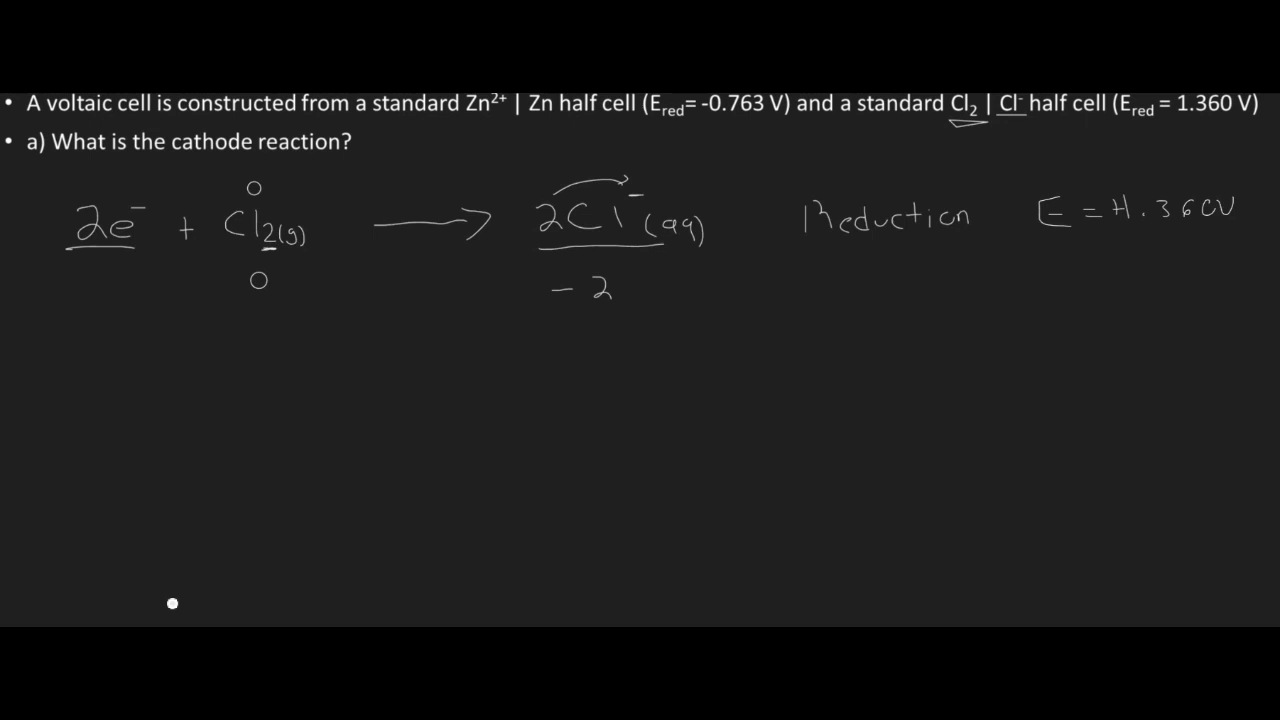 • A voltaic cell is constructed from a standard Zn²⁺ | Zn half cell (E_red= -0.763 V) and a standard Cl₂ | Cl⁻ half cell (E_red = 1.360 V)
• a) What is the cathode reaction?
0
2e⁻ + Cl₂(g) → 2Cl⁻(aq) Reduction E = +1.360V
0 -2